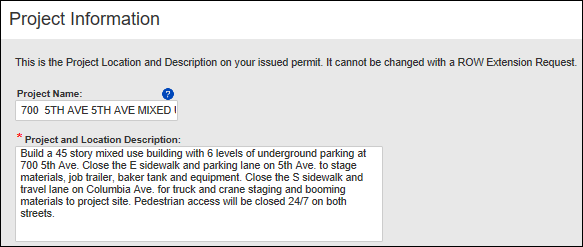 Project Information
This is the Project Location and Description on your issued permit. It cannot be changed with a ROW Extension Request.
Project Name: ?
700 5TH AVE 5TH AVE MIXED
* Project and Location Description:
Build a 45 story mixed use building with 6 levels of underground parking at
700 5th Ave. Close the E sidewalk and parking lane on 5th Ave. to stage
materials, job trailer, baker tank and equipment. Close the S sidewalk and
travel lane on Columbia Ave. for truck and crane staging and booming
materials to project site. Pedestrian access will be closed 24/7 on both
streets.